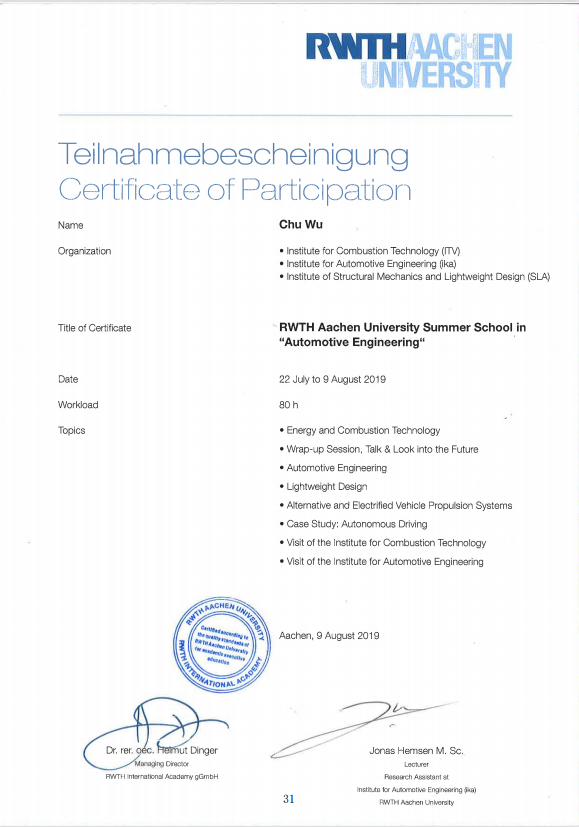 RWTH AACHEN
UNIVERSITY
Teilnahmebescheinigung
Certificate of Participation
Name
Chu Wu
Organization
• Institute for Combustion Technology (ITV)
• Institute for Automotive Engineering (ika)
• Institute of Structural Mechanics and Lightweight Design (SLA)
Title of Certificate
RWTH Aachen University Summer School in
“Automotive Engineering“
Date
22 July to 9 August 2019
Workload
80 h
Topics
• Energy and Combustion Technology
• Wrap-up Session, Talk & Look into the Future
• Automotive Engineering
• Lightweight Design
• Alternative and Electrified Vehicle Propulsion Systems
• Case Study: Autonomous Driving
• Visit of the Institute for Combustion Technology
• Visit of the Institute for Automotive Engineering
RWTH AACHEN UNIVERSITY
Certified according to
the quality standards of
RWTH Aachen University
for academic executive
education
RWTH INTERNATIONAL ACADEMY
Aachen, 9 August 2019
Dr. rer. oec. Helmut Dinger
Managing Director
RWTH International Academy gGmbH
Jonas Hemsen M. Sc.
Lecturer
Research Assistant at
Institute for Automotive Engineering (ika)
RWTH Aachen University
31